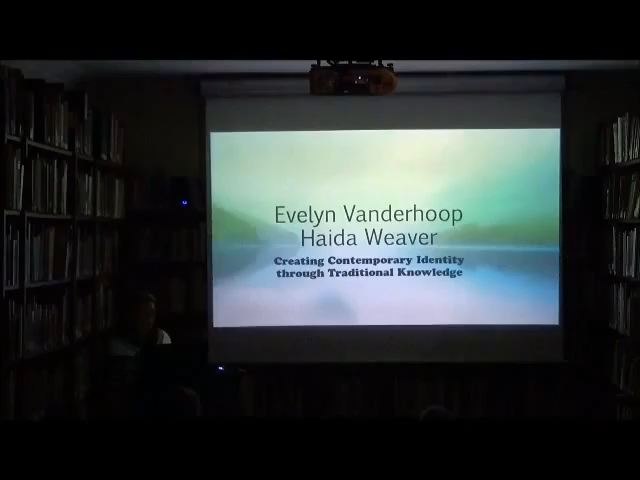 Evelyn Vanderhoop
Haida Weaver
Creating Contemporary Identity
through Traditional Knowledge